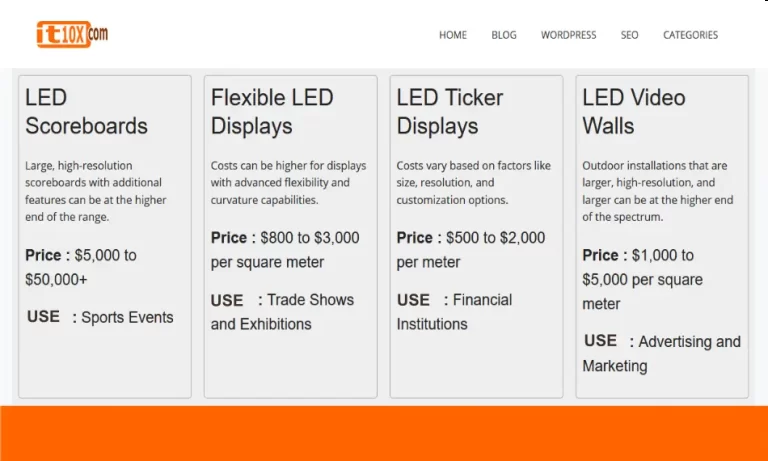 it10x.com
HOME BLOG WORDPRESS SEO CATEGORIES
LED
Scoreboards
Large, high-resolution
scoreboards with additional
features can be at the higher
end of the range.
Price : $5,000 to
$50,000+
USE : Sports Events
Flexible LED
Displays
Costs can be higher for displays
with advanced flexibility and
curvature capabilities.
Price : $800 to $3,000
per square meter
USE : Trade Shows
and Exhibitions
LED Ticker
Displays
Costs vary based on factors like
size, resolution, and
customization options.
Price : $500 to $2,000
per meter
USE : Financial
Institutions
LED Video
Walls
Outdoor installations that are
larger, high-resolution, and
larger can be at the higher end
of the spectrum.
Price : $1,000 to
$5,000 per square
meter
USE : Advertising and
Marketing